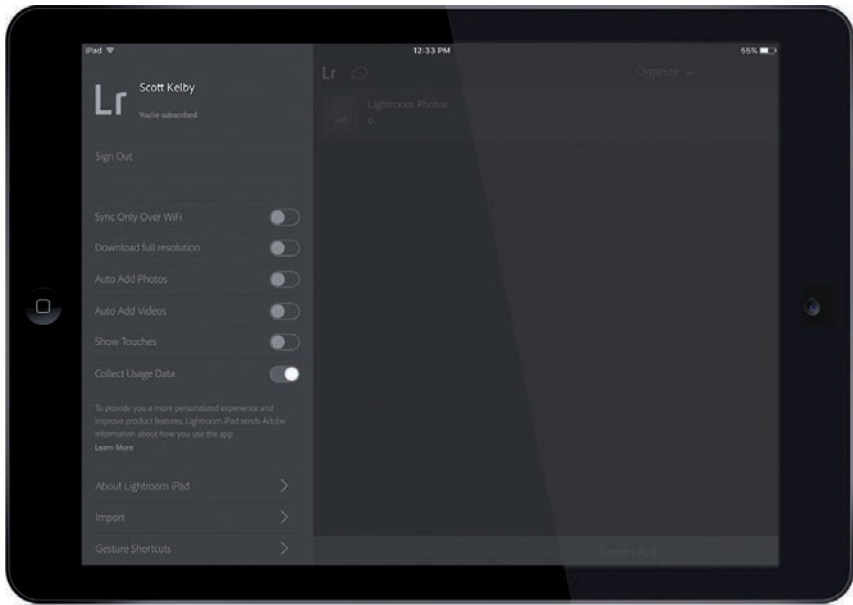 iPad
12:33 PM
55%
Lr
Scott Kelby
You're subscribed
Sign Out
Sync Only Over WiFi
Download full resolution
Auto Add Photos
Auto Add Videos
Show Touches
Collect Usage Data
To provide you a more personalized experience and
improve product features, Lightroom iPad sends Adobe
information about how you use the app.
Learn More
About Lightroom iPad
Import
Gesture Shortcuts
Lr
Organize
Lightroom Photos
0
Camera Roll